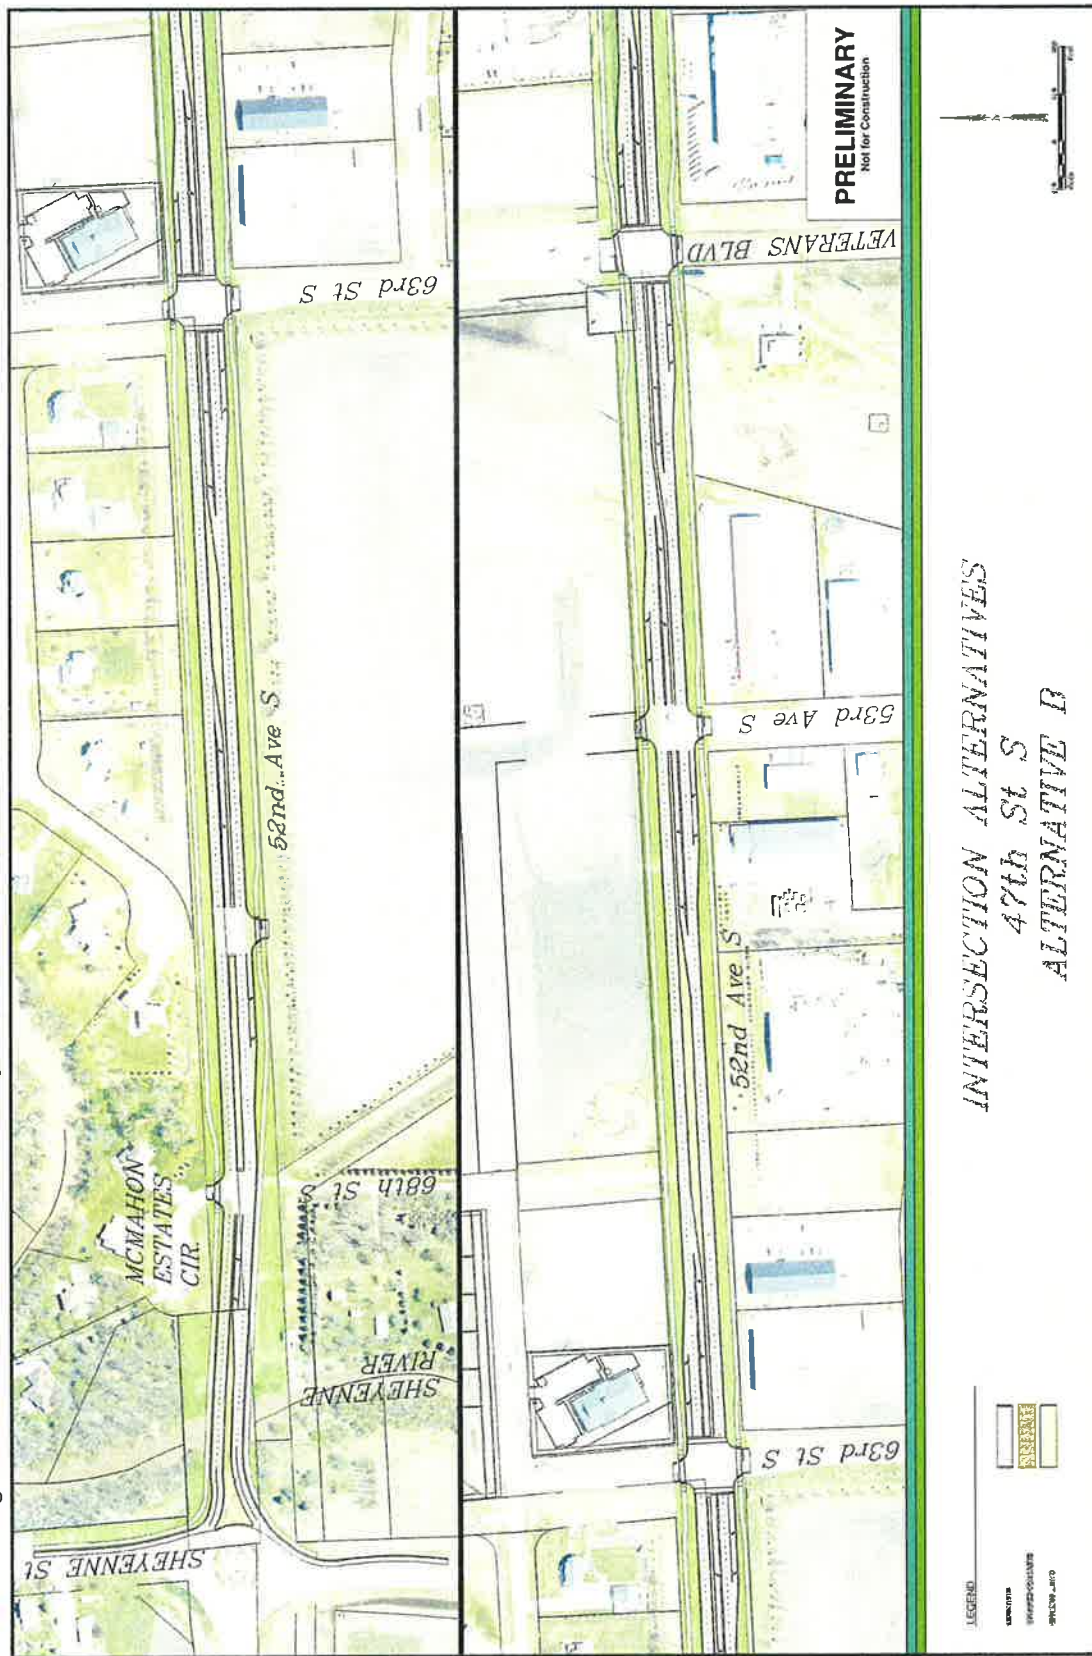 SHEYENNE St
MCMAHON
ESTATES
CIR.
SHEYENNE
RIVER
68th St S
52nd Ave S
63rd St S
63rd St S
52nd Ave S
53rd Ave S
VETERANS BLVD
PRELIMINARY
Not for Construction
LEGEND
INTERSECTION ALTERNATIVES
47th St S
ALTERNATIVE B